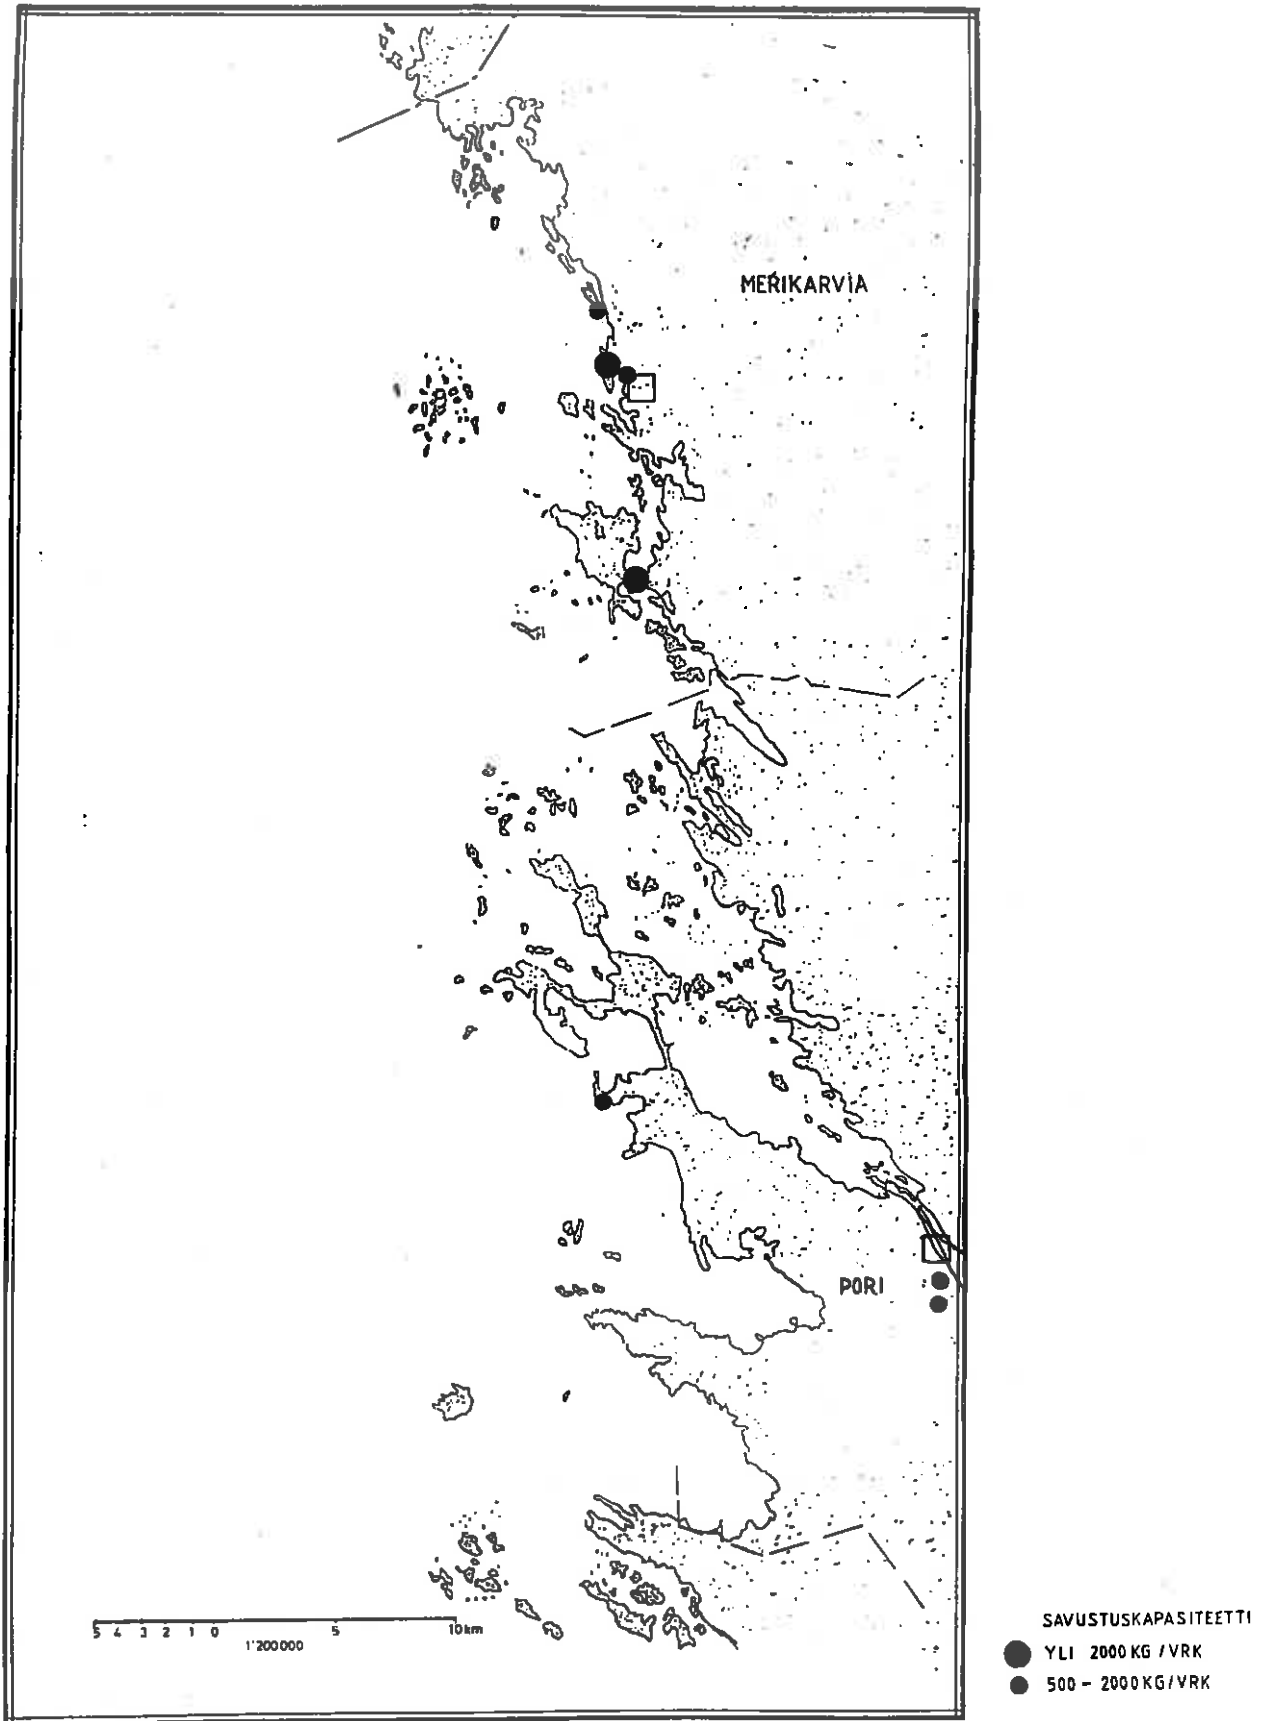 MERIKARVIA
PORI
5 4 3 2 1 0 5 10km
1'200000
SAVUSTUSKAPASITEETTI
YLI 2000 KG / VRK
500 - 2000 KG/VRK